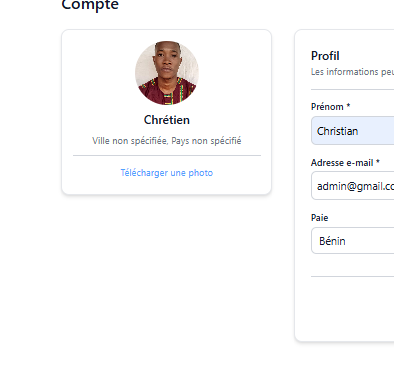 Compte
Chrétien
Ville non spécifiée, Pays non spécifié
Télécharger une photo
Profil
Les informations
Prénom *
Christian
Adresse e-mail *
admin@gmail.co
Paie
Bénin